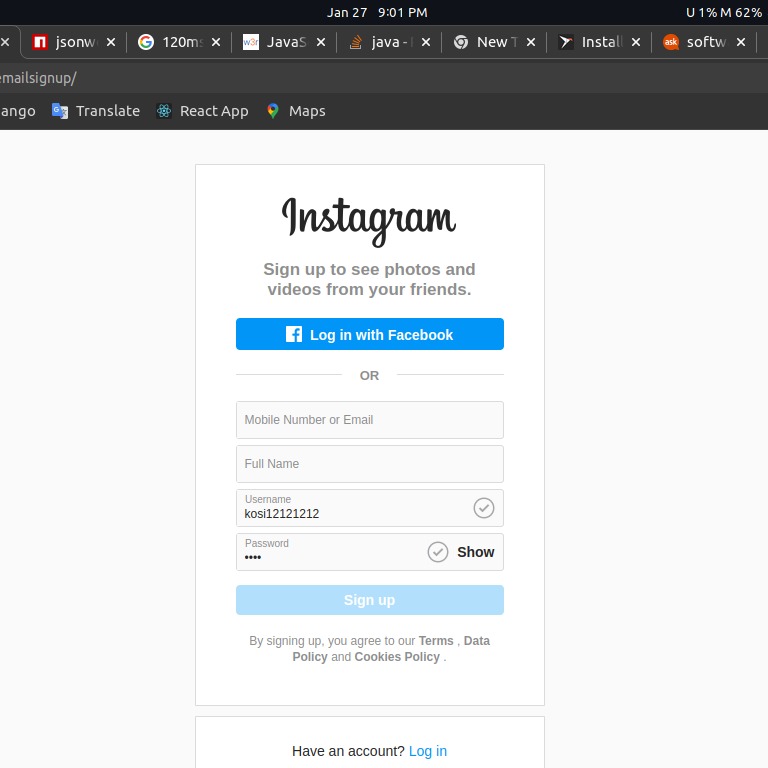 Jan 27 9:01 PM U 1% M 62%
jsonw 120ms w3r JavaS java - New T Install ask softw
emailsignup/
ango Translate React App Maps
Instagram
Sign up to see photos and
videos from your friends.
Log in with Facebook
OR
Mobile Number or Email
Full Name
Username
kosi12121212
Password
••••
Show
Sign up
By signing up, you agree to our Terms , Data
Policy and Cookies Policy .
Have an account? Log in